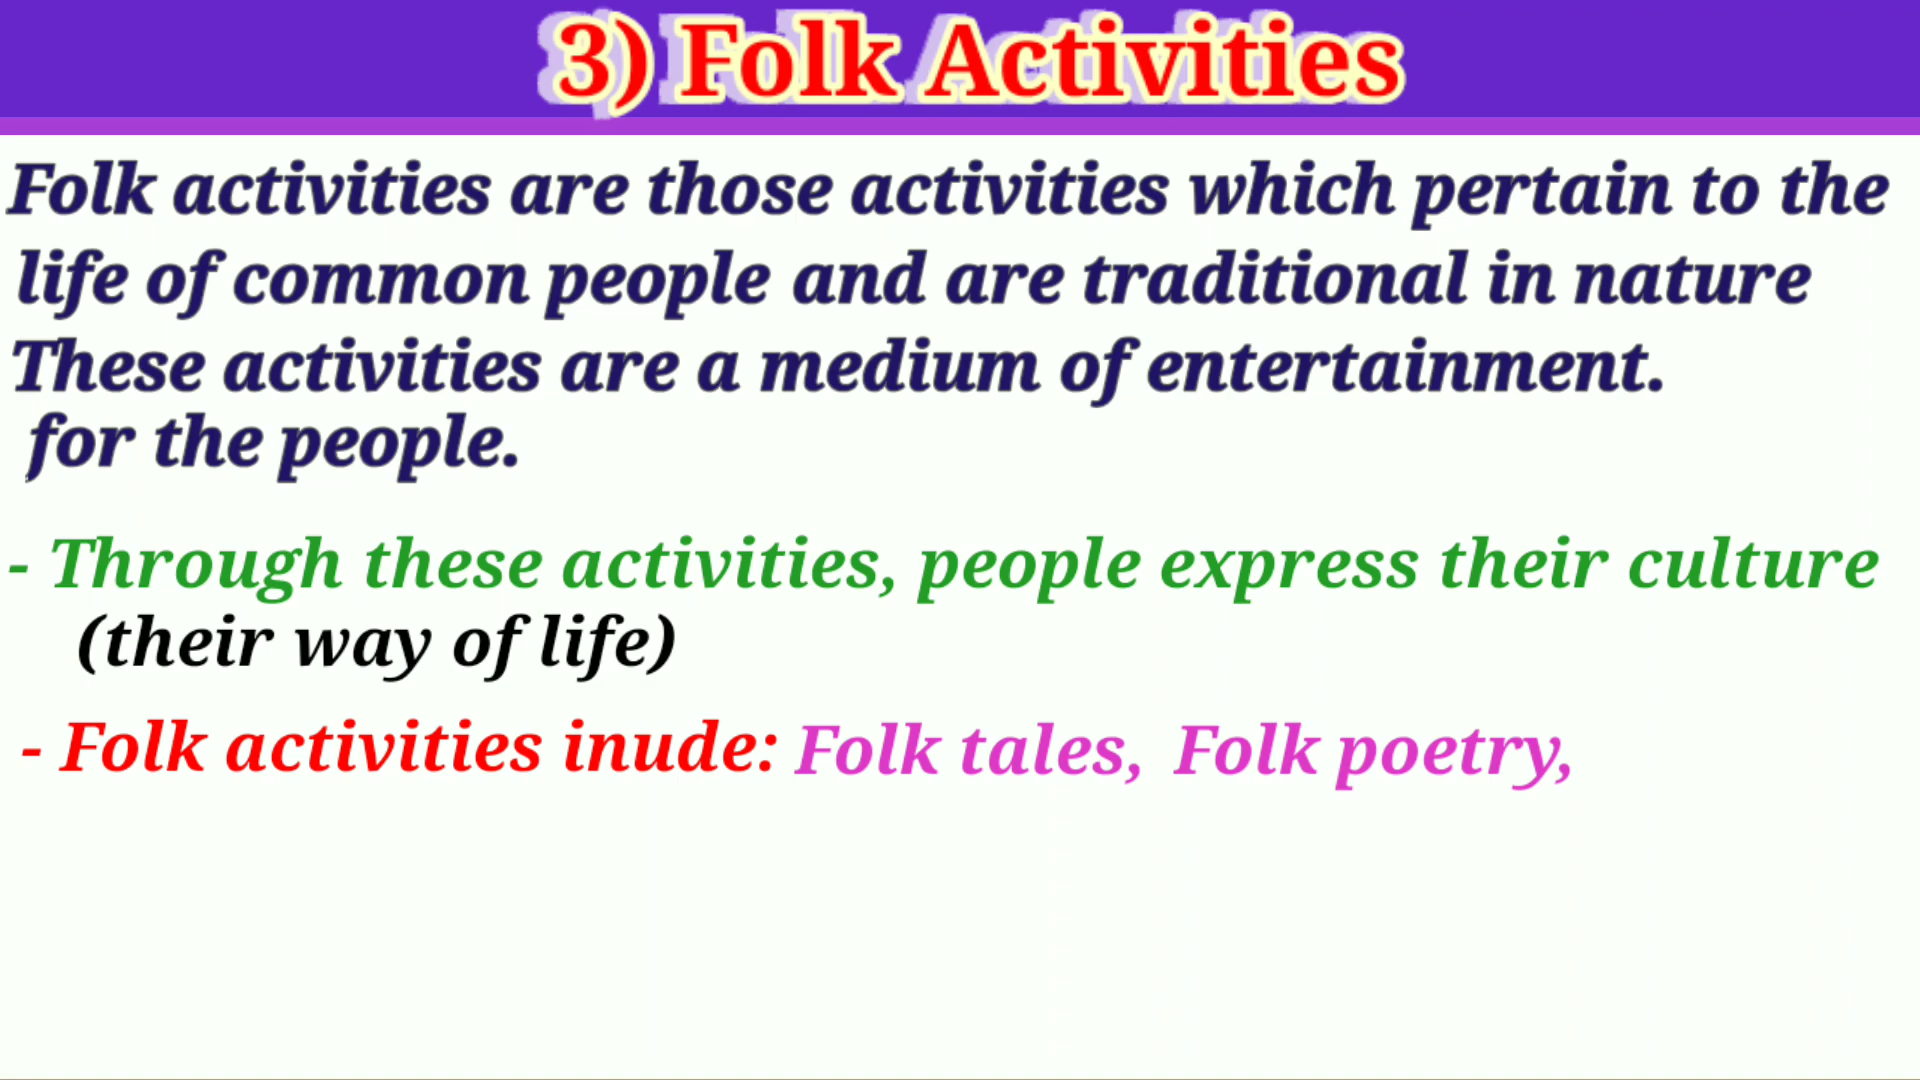 3) Folk Activities
Folk activities are those activities which pertain to the
life of common people and are traditional in nature
These activities are a medium of entertainment.
for the people.
- Through these activities, people express their culture
(their way of life)
- Folk activities inude: Folk tales, Folk poetry,